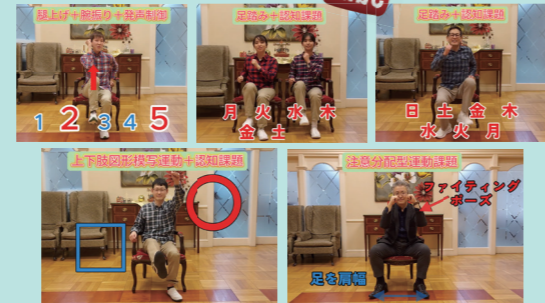 腿上げ＋腕振り＋発声制御
1 2 3 4 5
足踏み＋認知課題
月 火 水 木
金 土
足踏み＋認知課題
日 土 金 木
水 火 月
上下肢図形模写運動＋認知課題
注意分配型運動課題
ファイティング
ポーズ
足を肩幅